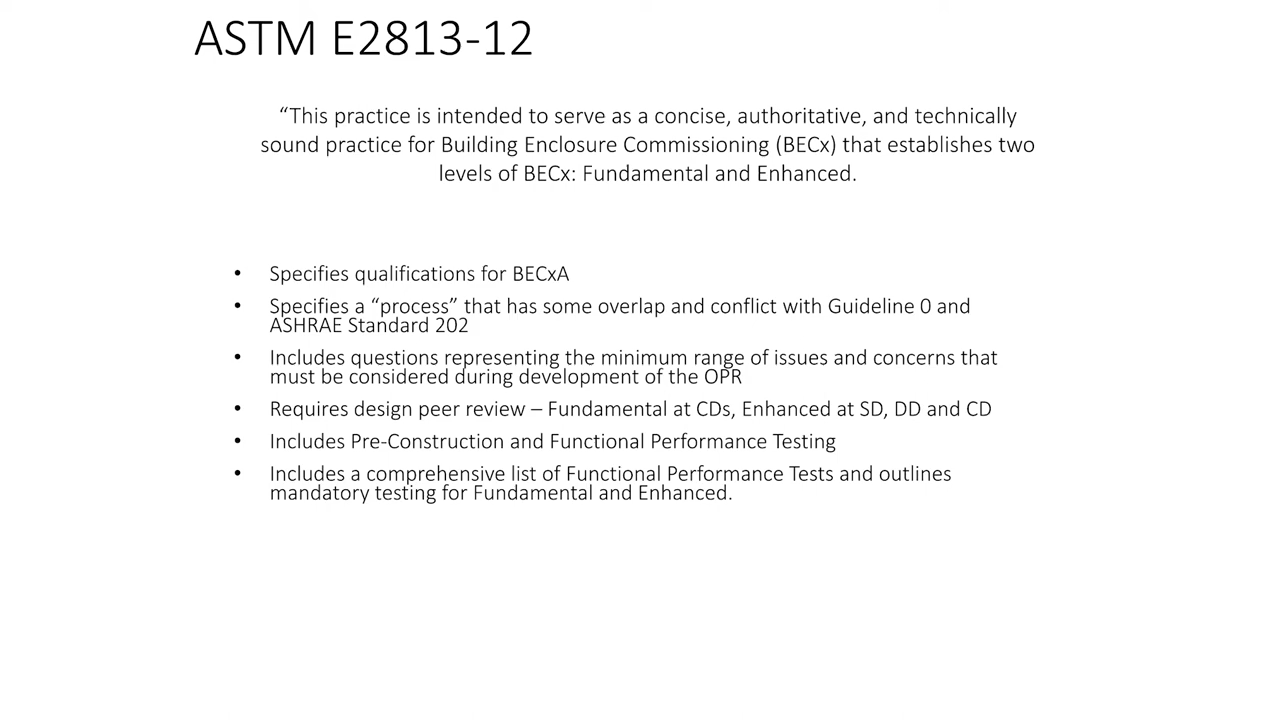 ASTM E2813-12
“This practice is intended to serve as a concise, authoritative, and technically
sound practice for Building Enclosure Commissioning (BECx) that establishes two
levels of BECx: Fundamental and Enhanced.
• Specifies qualifications for BECxA
• Specifies a “process” that has some overlap and conflict with Guideline 0 and
ASHRAE Standard 202
• Includes questions representing the minimum range of issues and concerns that
must be considered during development of the OPR
• Requires design peer review – Fundamental at CDs, Enhanced at SD, DD and CD
• Includes Pre-Construction and Functional Performance Testing
• Includes a comprehensive list of Functional Performance Tests and outlines
mandatory testing for Fundamental and Enhanced.